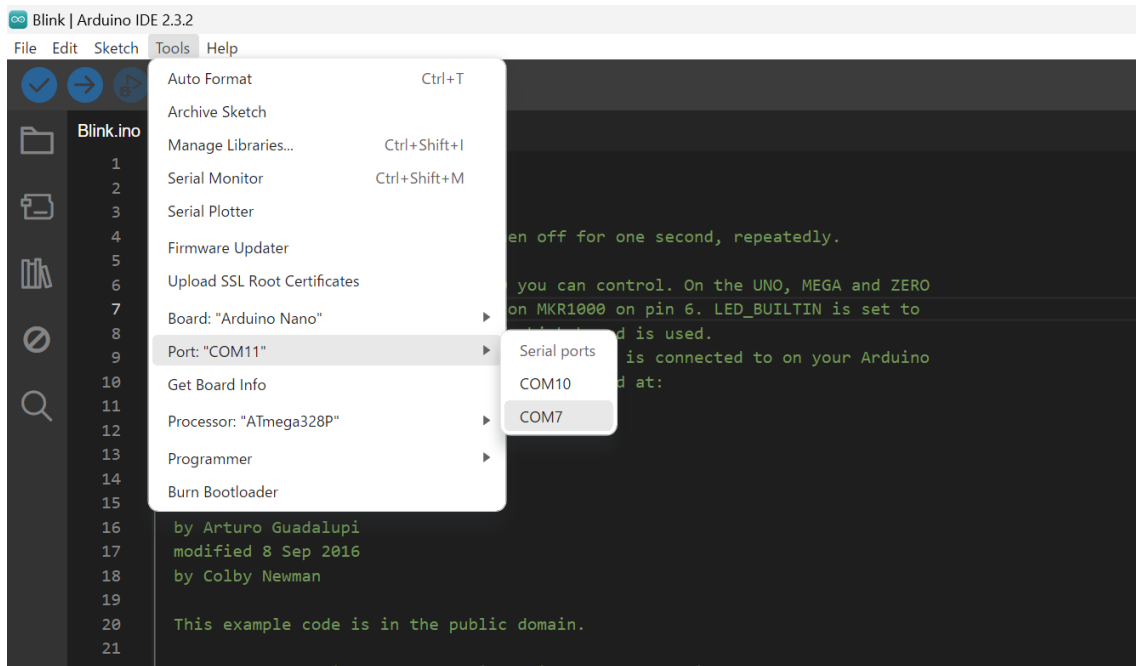 Blink | Arduino IDE 2.3.2
File Edit Sketch Tools Help
Auto Format Ctrl+T
Archive Sketch
Manage Libraries... Ctrl+Shift+I
Serial Monitor Ctrl+Shift+M
Serial Plotter
Firmware Updater
Upload SSL Root Certificates
Board: "Arduino Nano"
Port: "COM11"
Get Board Info
Processor: "ATmega328P"
Programmer
Burn Bootloader
Serial ports
COM10
COM7
Blink.ino
1
2
3
4 en off for one second, repeatedly.
5
6 you can control. On the UNO, MEGA and ZERO
7 on MKR1000 on pin 6. LED_BUILTIN is set to
8 d is used.
9 is connected to on your Arduino
10 d at:
11
12
13
14
15
16 by Arturo Guadalupi
17 modified 8 Sep 2016
18 by Colby Newman
19
20 This example code is in the public domain.
21